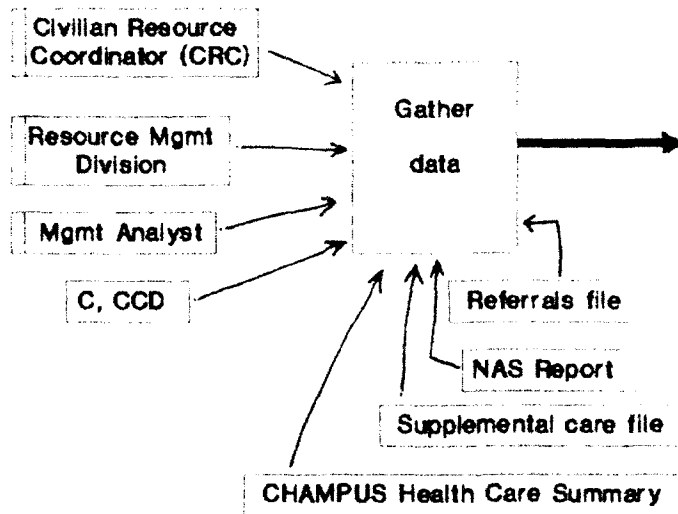 Civilian Resource
Coordinator (CRC)
Gather
data
Resource Mgmt
Division
Mgmt Analyst
C, CCD
Referrals file
NAS Report
Supplemental care file
CHAMPUS Health Care Summary